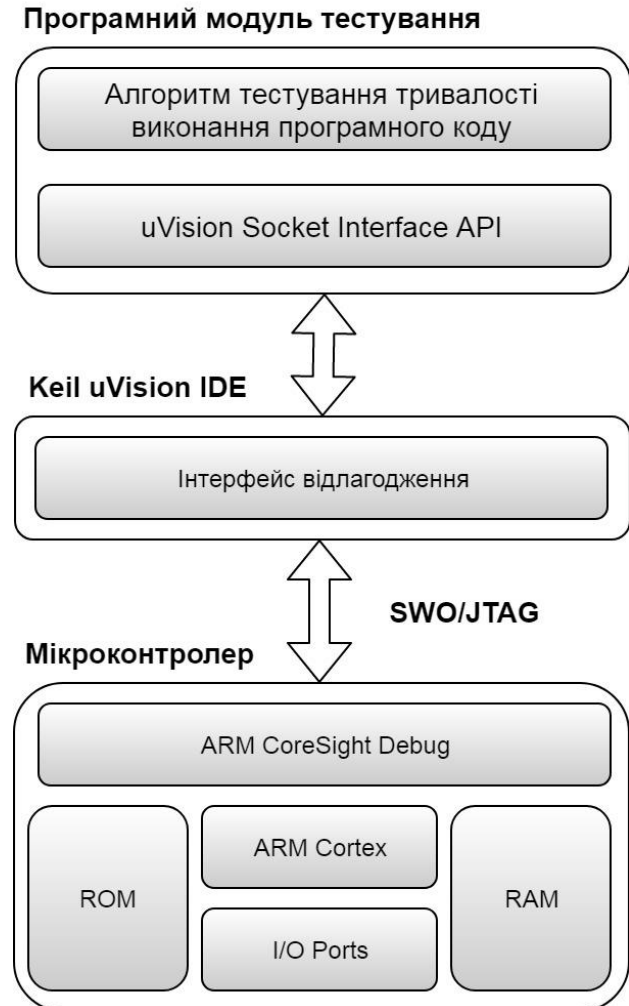 Програмний модуль тестування
Алгоритм тестування тривалості
виконання програмного коду
uVision Socket Interface API
Keil uVision IDE
Інтерфейс відлагодження
SWO/JTAG
Мікроконтролер
ARM CoreSight Debug
ROM
ARM Cortex
I/O Ports
RAM